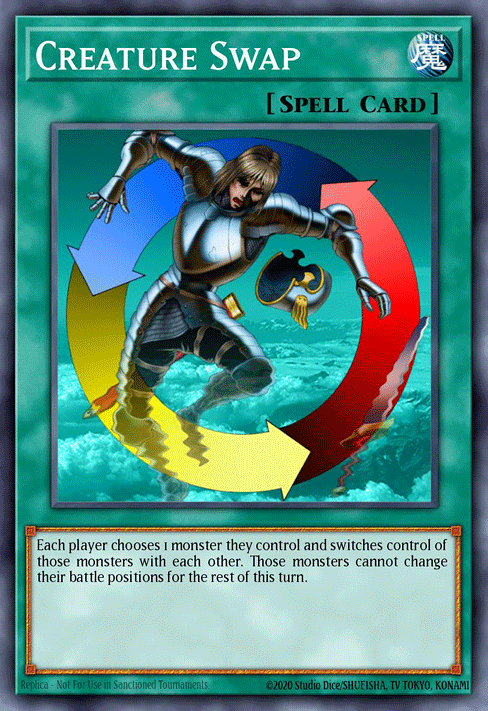 CREATURE SWAP
SPELL
魔
[SPELL CARD]
Each player chooses 1 monster they control and switches control of
those monsters with each other. Those monsters cannot change
their battle positions for the rest of this turn.
Replica - Not For Use in Sanctioned Tournaments.
©2020 Studio Dice/SHUEISHA, TV TOKYO, KONAMI